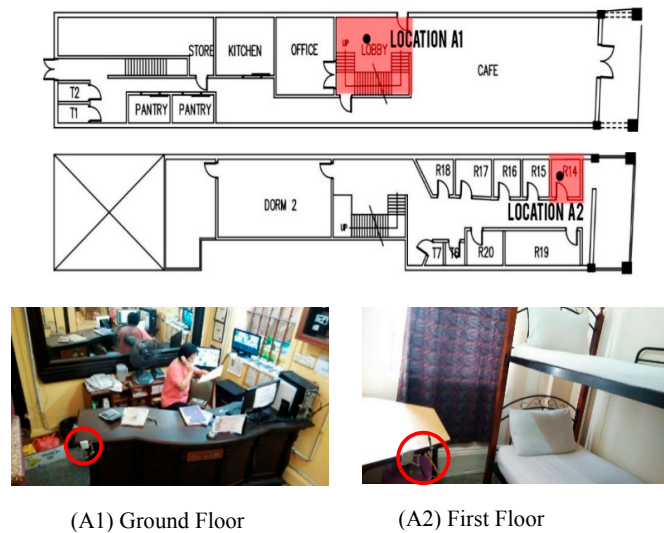 UP
LOBBY
LOCATION A1
STORE
KITCHEN
OFFICE
CAFE
T2
T1
PANTRY
PANTRY
R18
R17
R16
R15
R14
DORM 2
LOCATION A2
UP
T7
T6
R20
R19
(A1) Ground Floor
(A2) First Floor